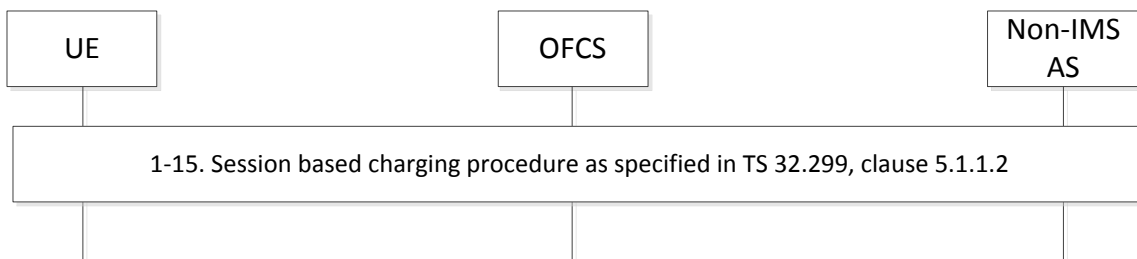 UE
OFCS
Non-IMS
AS
1-15. Session based charging procedure as specified in TS 32.299, clause 5.1.1.2